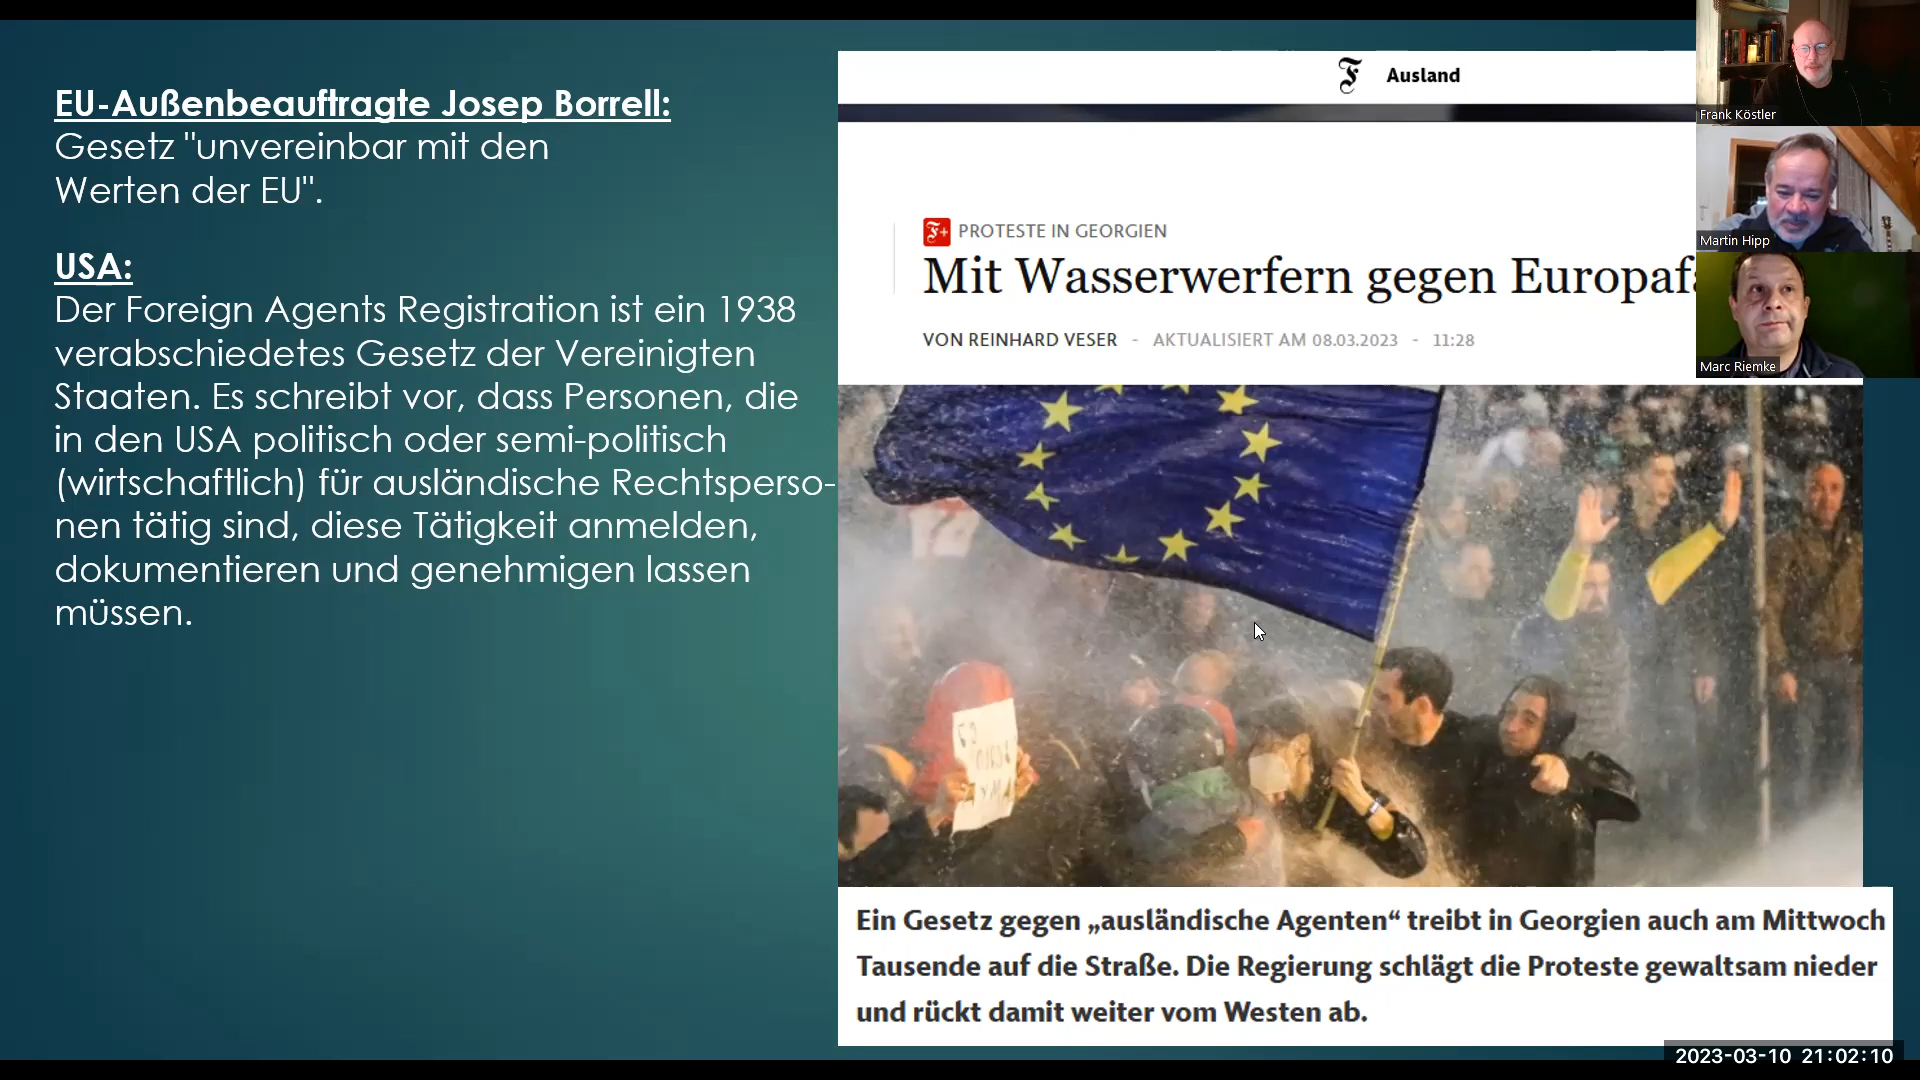 EU-Außenbeauftragte Josep Borrell:
Gesetz "unvereinbar mit den
Werten der EU".
USA:
Der Foreign Agents Registration ist ein 1938
verabschiedetes Gesetz der Vereinigten
Staaten. Es schreibt vor, dass Personen, die
in den USA politisch oder semi-politisch
(wirtschaftlich) für ausländische Rechtsperso-
nen tätig sind, diese Tätigkeit anmelden,
dokumentieren und genehmigen lassen
müssen.
F Ausland
F+ PROTESTE IN GEORGIEN
Mit Wasserwerfern gegen
VON REINHARD VESER - AKTUALISIERT AM 08.03.2023 - 11:28
Ein Gesetz gegen „ausländische Agenten“ treibt in Georgien auch am Mittwoch
Tausende auf die Straße. Die Regierung schlägt die Proteste gewaltsam nieder
und rückt damit weiter vom Westen ab.
Frank Köstler
Martin Hipp
Marc Riemke
2023-03-10 21:02:10